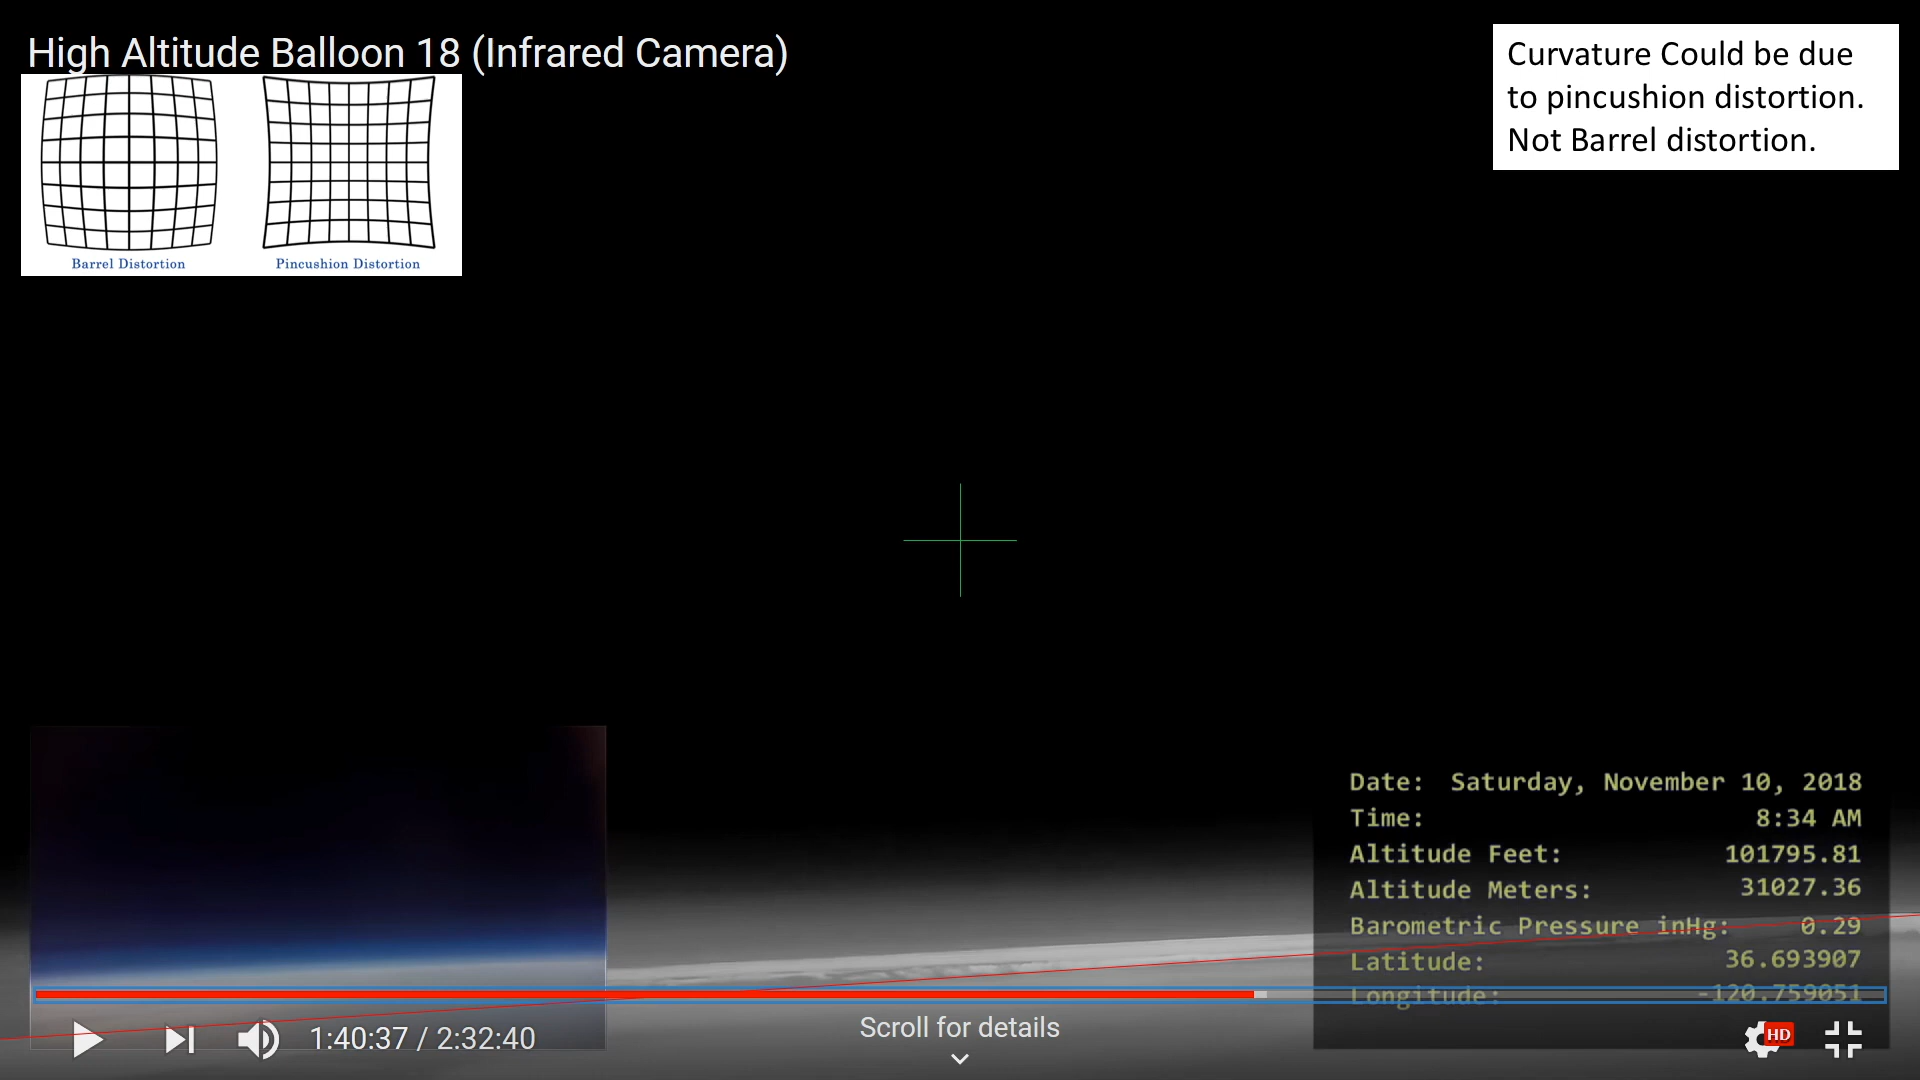 High Altitude Balloon 18 (Infrared Camera)
Curvature Could be due
to pincushion distortion.
Not Barrel distortion.
Barrel Distortion
Pincushion Distortion
Date: Saturday, November 10, 2018
Time: 8:34 AM
Altitude Feet: 101795.81
Altitude Meters: 31027.36
Barometric Pressure inHg: 0.29
Latitude: 36.693907
Longitude: -120.759051
1:40:37 / 2:32:40
Scroll for details
HD